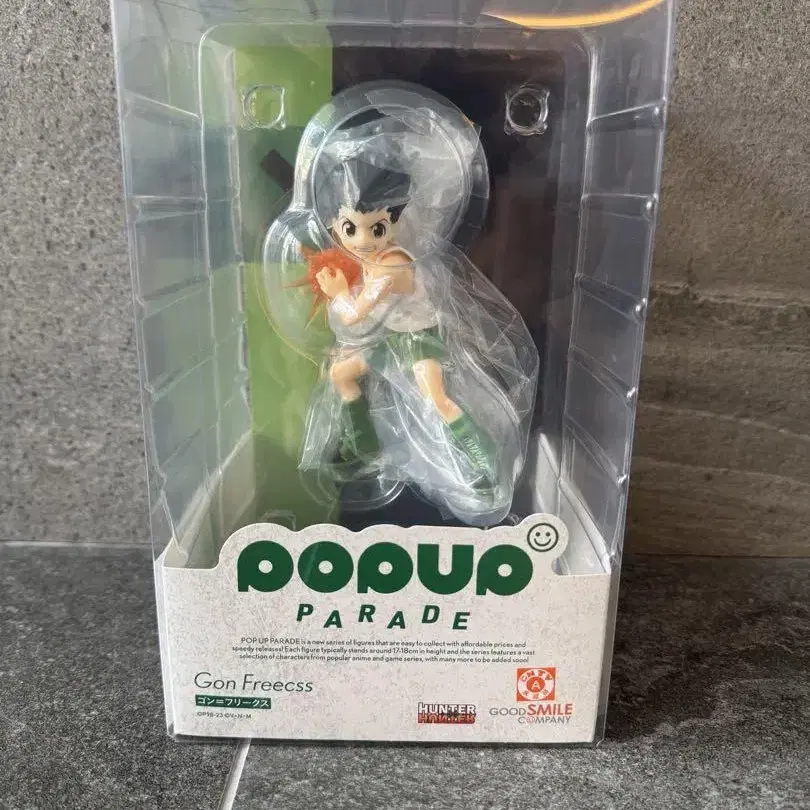 POPUP
PARADE
POP UP PARADE is a new series of figures that are easy to collect with affordable prices and
speedy releases! Each figure typically stands around 17-18cm in height and the series features a vast
selection of characters from popular anime and game series, with many more to be added soon!
Gon Freecss
ゴン＝フリークス
©P98-23 ©V・N・M
HUNTER
HUNTER
GOODSMILE
COMPANY